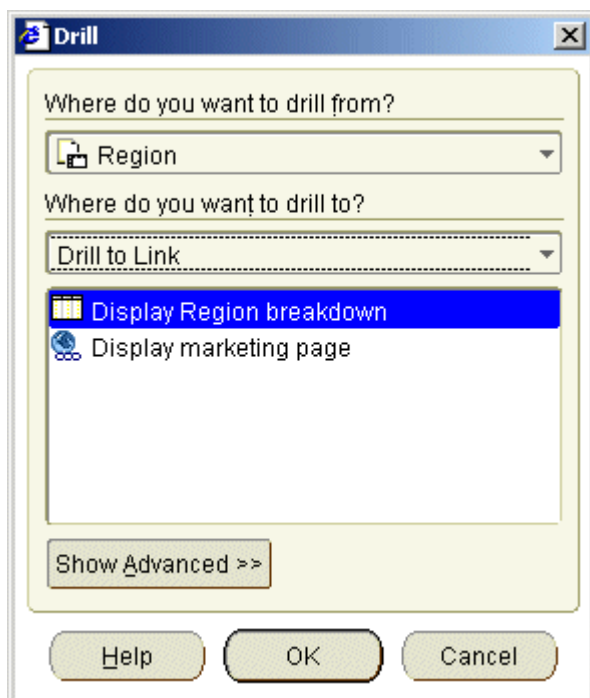 Drill
Where do you want to drill from?
Region
Where do you want to drill to?
Drill to Link
Display Region breakdown
Display marketing page
Show Advanced >>
Help
OK
Cancel